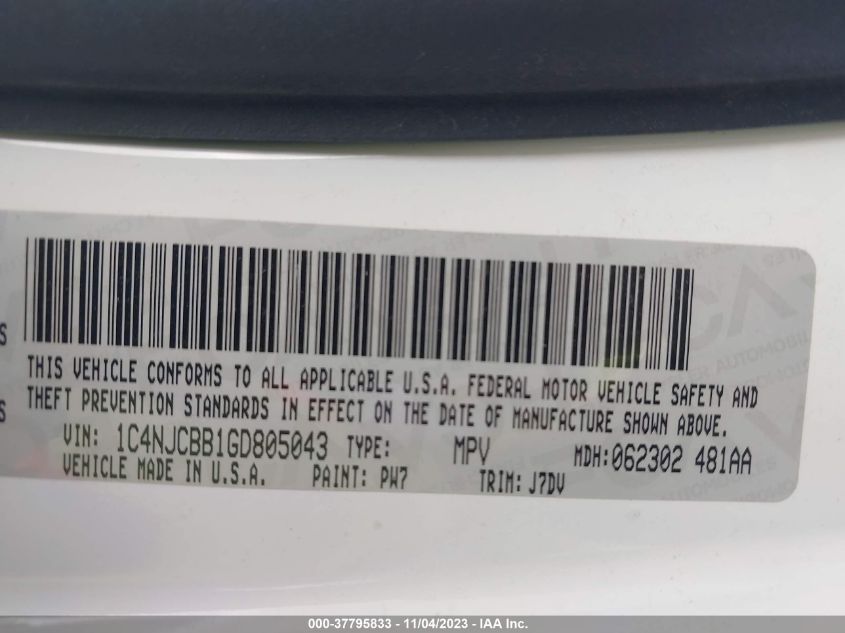 THIS VEHICLE CONFORMS TO ALL APPLICABLE U.S.A. FEDERAL MOTOR VEHICLE SAFETY AND
THEFT PREVENTION STANDARDS IN EFFECT ON THE DATE OF MANUFACTURE SHOWN ABOVE.
VIN: 1C4NJCBB1GD805043 TYPE: MPV MDH:062302 481AA
VEHICLE MADE IN U.S.A. PAINT: PW7 TRIM: J7DV
000-37795833 - 11/04/2023 - IAA Inc.